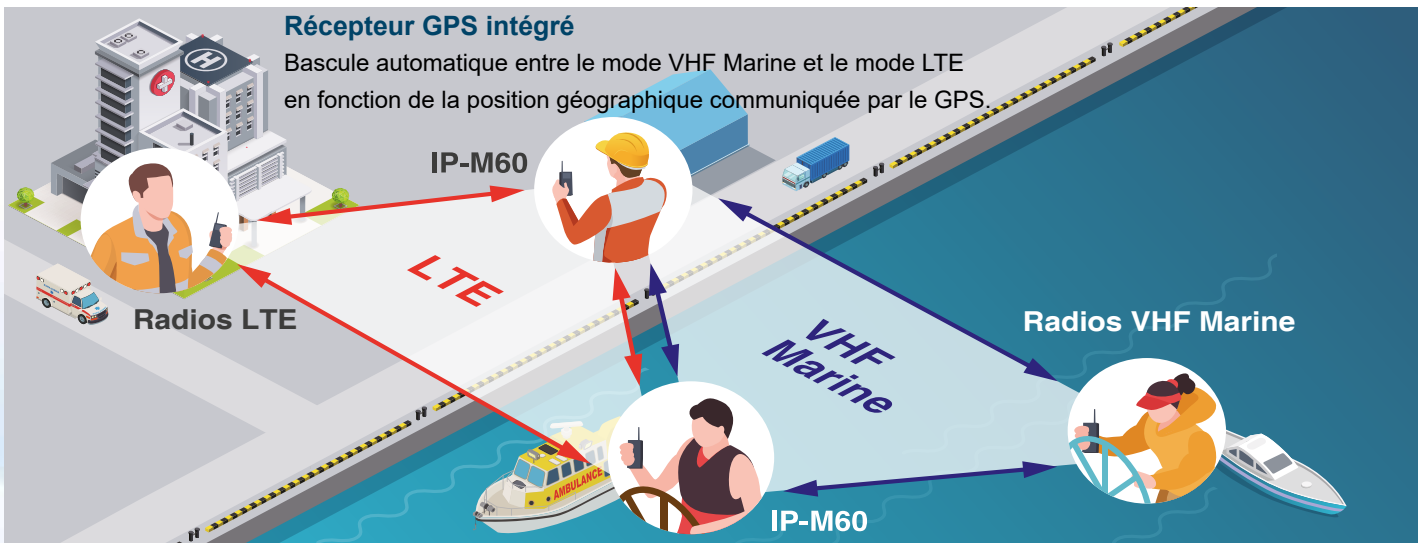 Récepteur GPS intégré
Bascule automatique entre le mode VHF Marine et le mode LTE
en fonction de la position géographique communiquée par le GPS.
H
IP-M60
LTE
Radios LTE
VHF
Marine
Radios VHF Marine
AMBULANCE
IP-M60